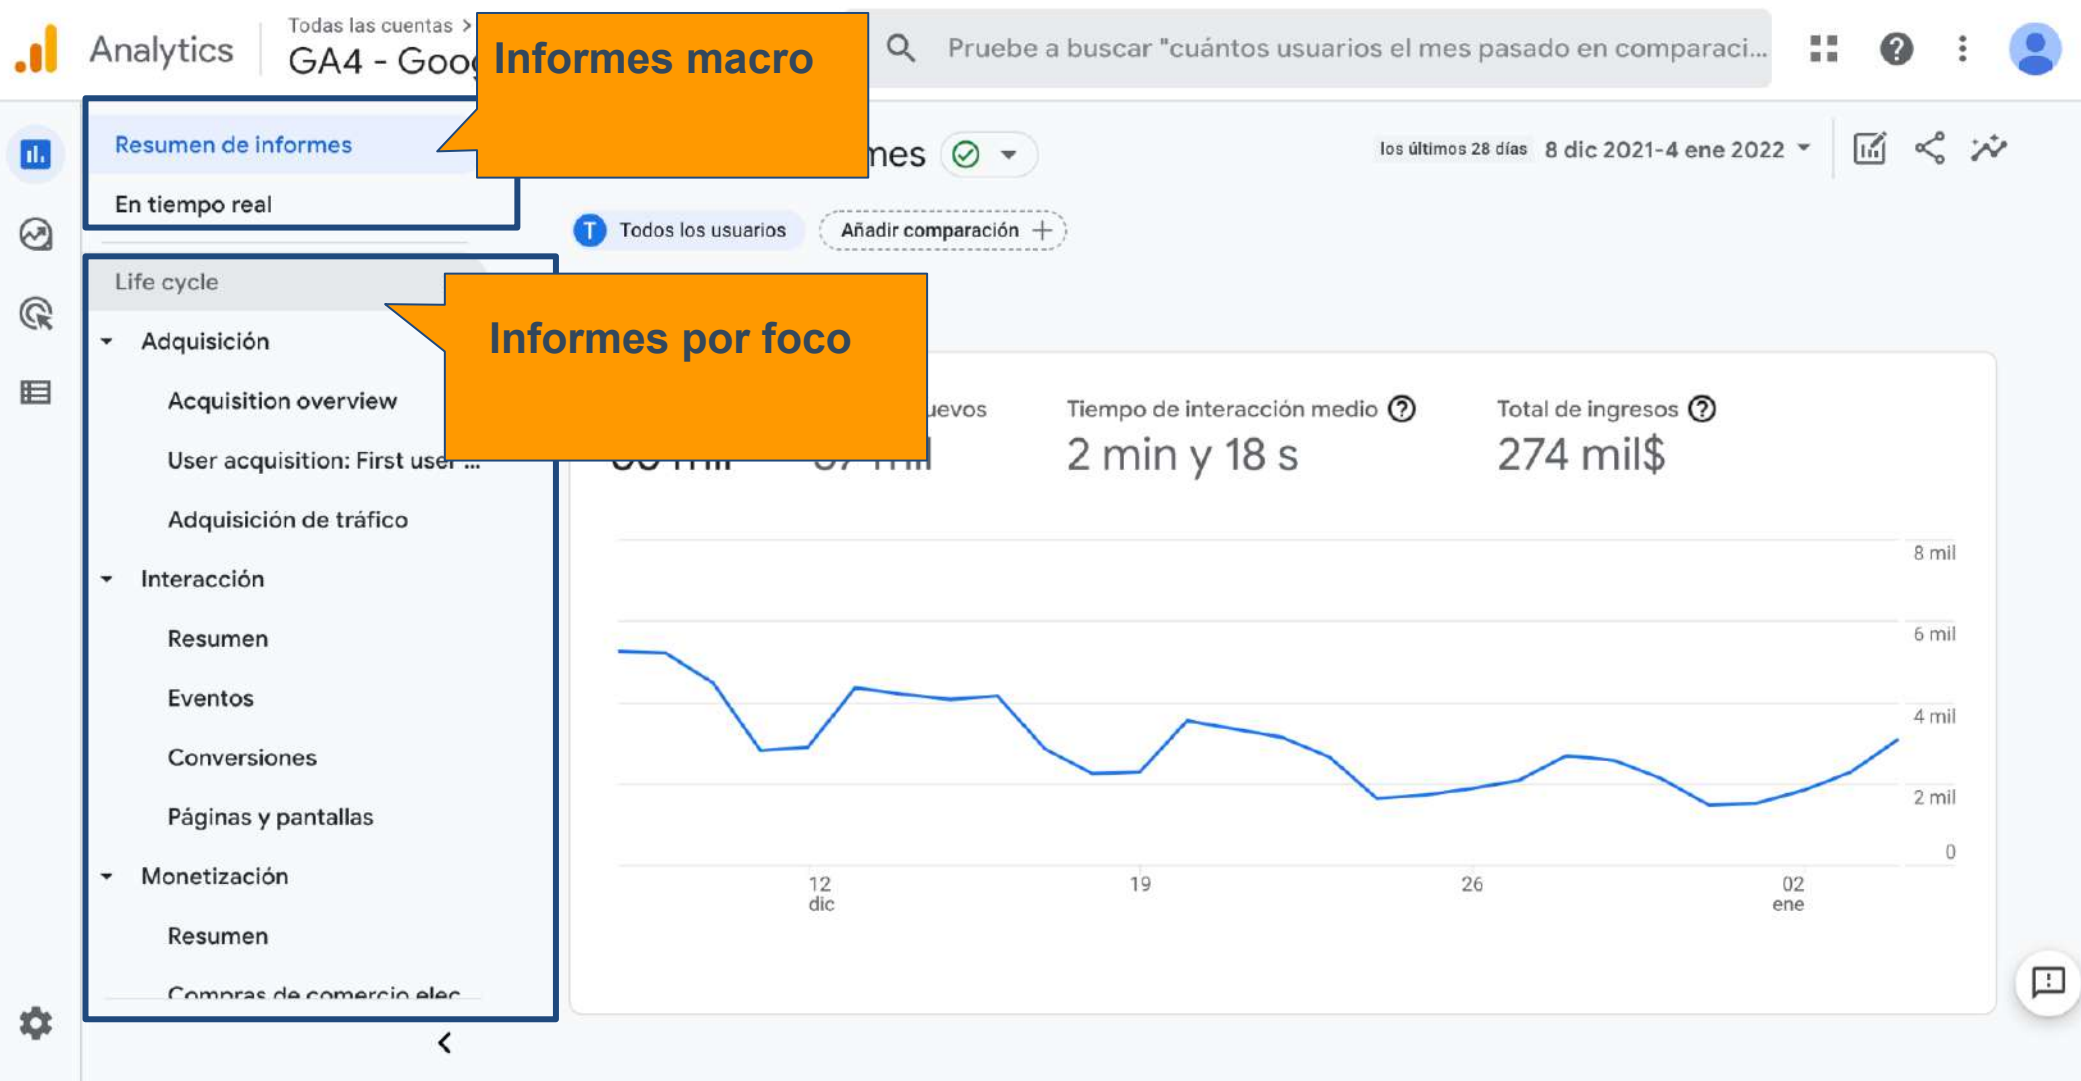 Analytics
Todas las cuentas >
GA4 - Goo
Informes macro
Pruebe a buscar "cuántos usuarios el mes pasado en comparaci...
Resumen de informes
En tiempo real
mes
los últimos 28 días 8 dic 2021-4 ene 2022
T Todos los usuarios
Añadir comparación +
Life cycle
Informes por foco
Adquisición
Acquisition overview
User acquisition: First user ...
Adquisición de tráfico
Interacción
Resumen
Eventos
Conversiones
Páginas y pantallas
Monetización
Resumen
Compras de comercio elec
Tiempo de interacción medio
2 min y 18 s
Total de ingresos
274 mil$
8 mil
6 mil
4 mil
2 mil
0
12
dic
19
26
02
ene